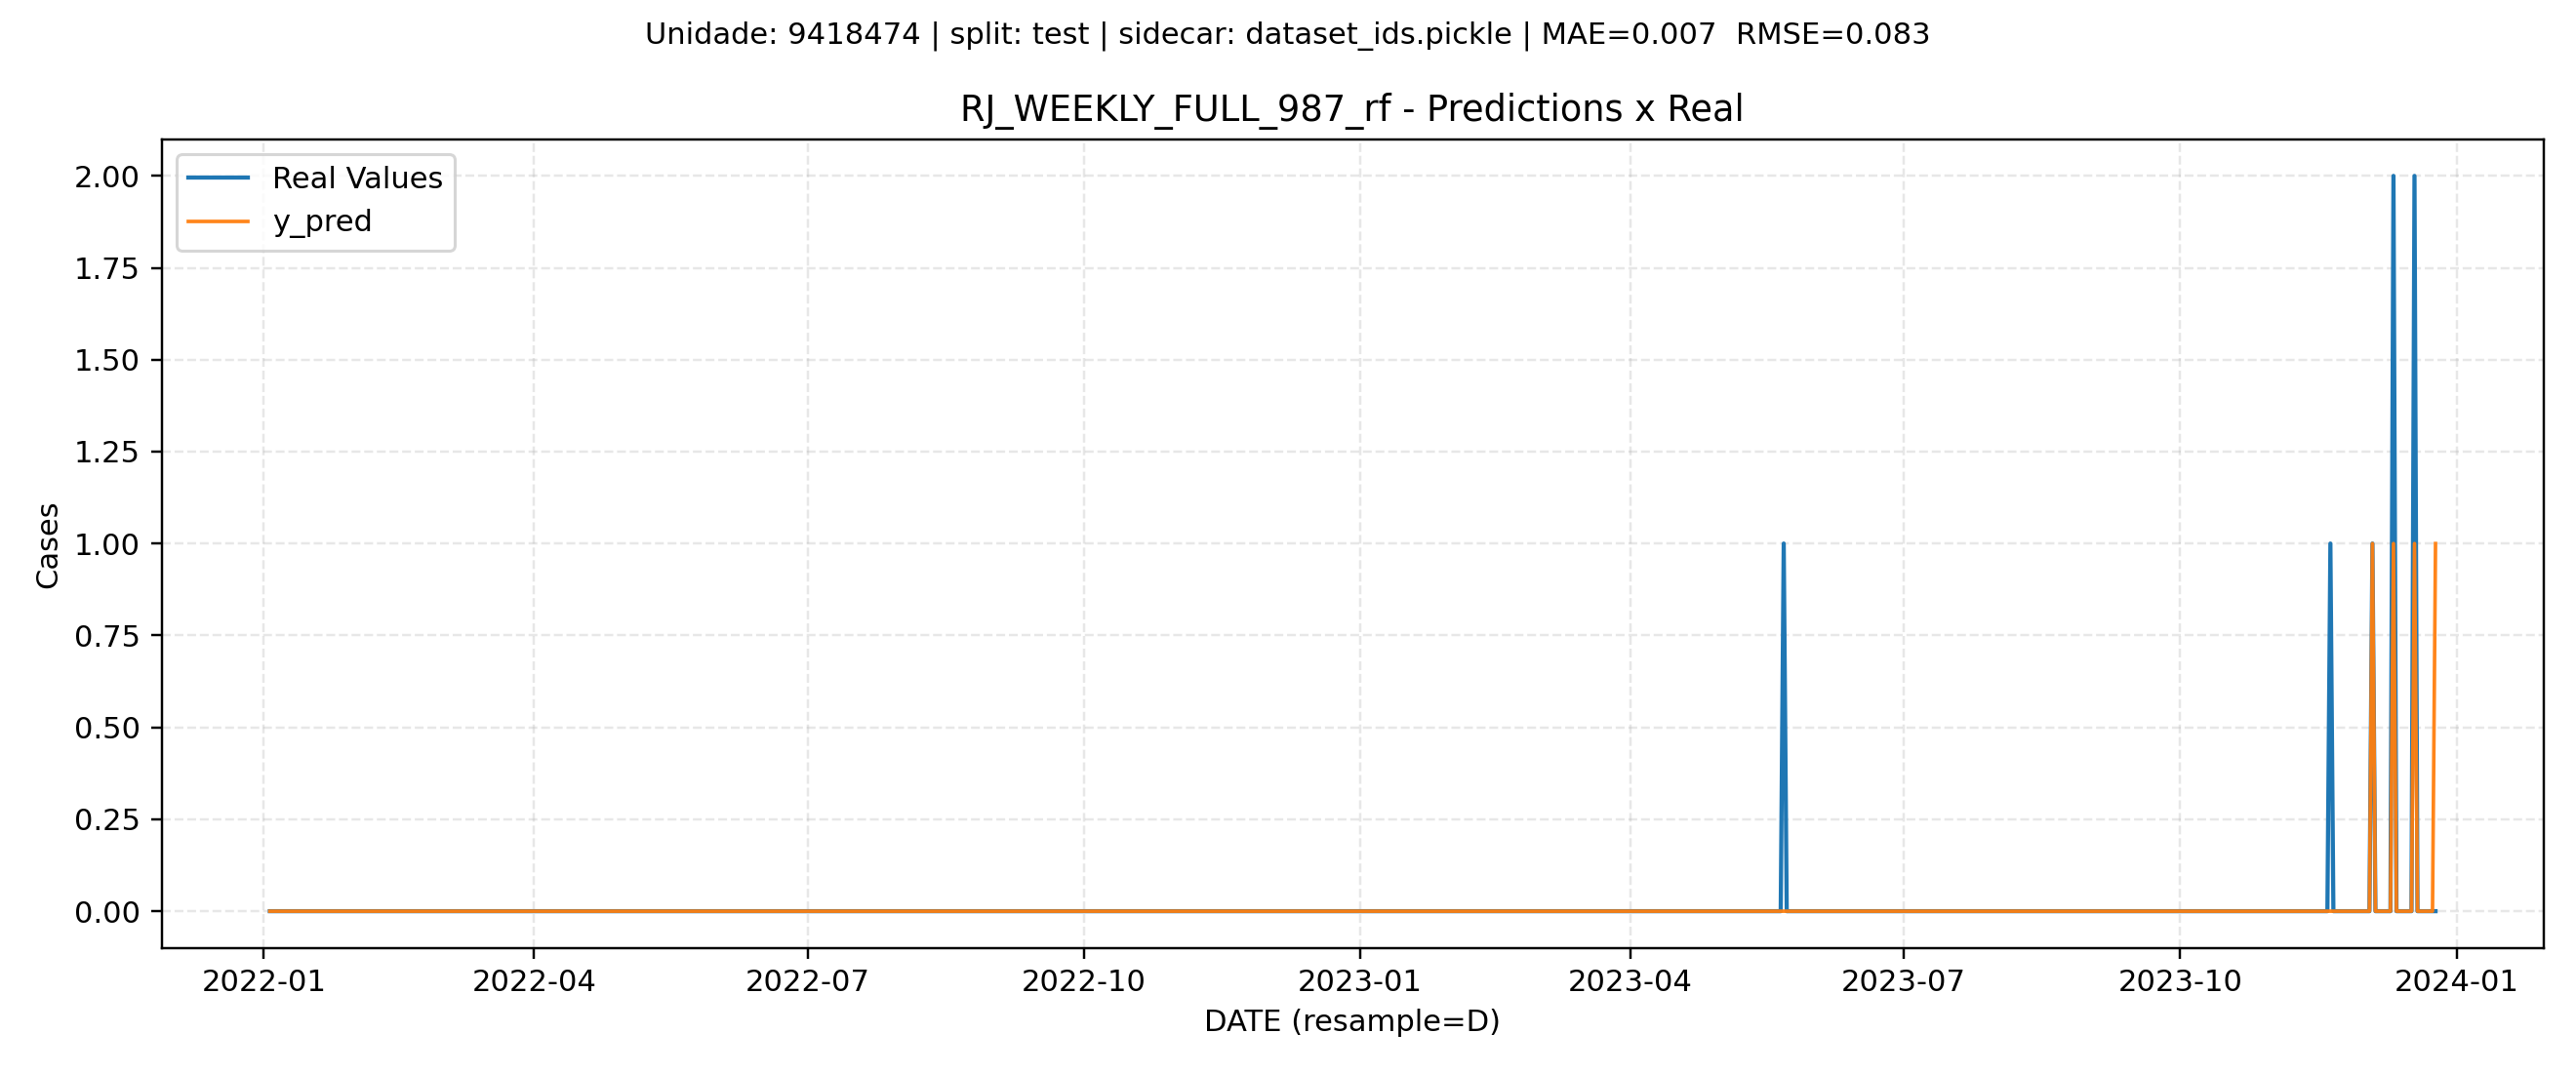 Unidade: 9418474 | split: test | sidecar: dataset_ids.pickle | MAE=0.007  RMSE=0.083
RJ_WEEKLY_FULL_987_rf - Predictions x Real
Real Values
y_pred
2.00
1.75
1.50
1.25
1.00
0.75
0.50
0.25
0.00
Cases
2022-01 2022-04 2022-07 2022-10 2023-01 2023-04 2023-07 2023-10 2024-01
DATE (resample=D)